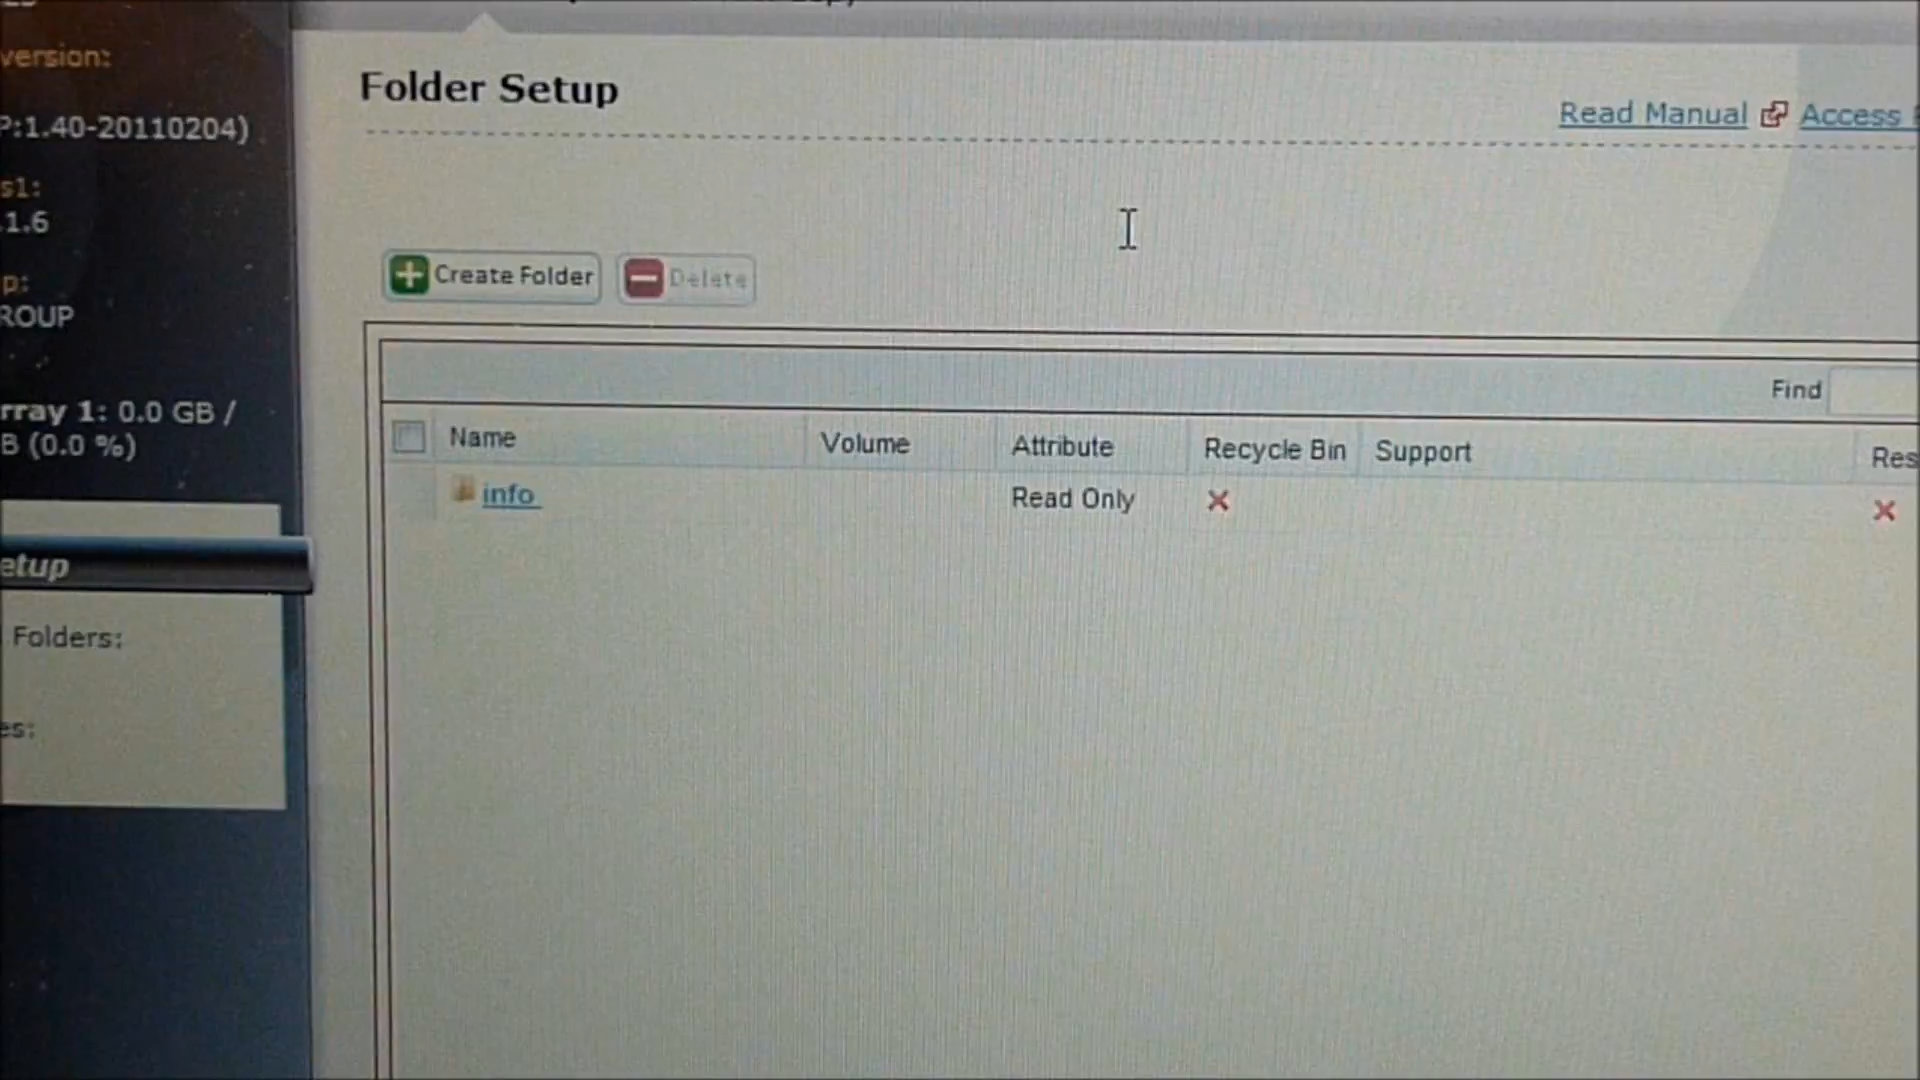 version:
P:1.40-20110204)
s1:
.1.6
p:
ROUP
rray 1: 0.0 GB /
B (0.0 %)
etup
Folders:
es:
Folder Setup
Read Manual Access
Create Folder Delete
Find
Name Volume Attribute Recycle Bin Support Res
info Read Only